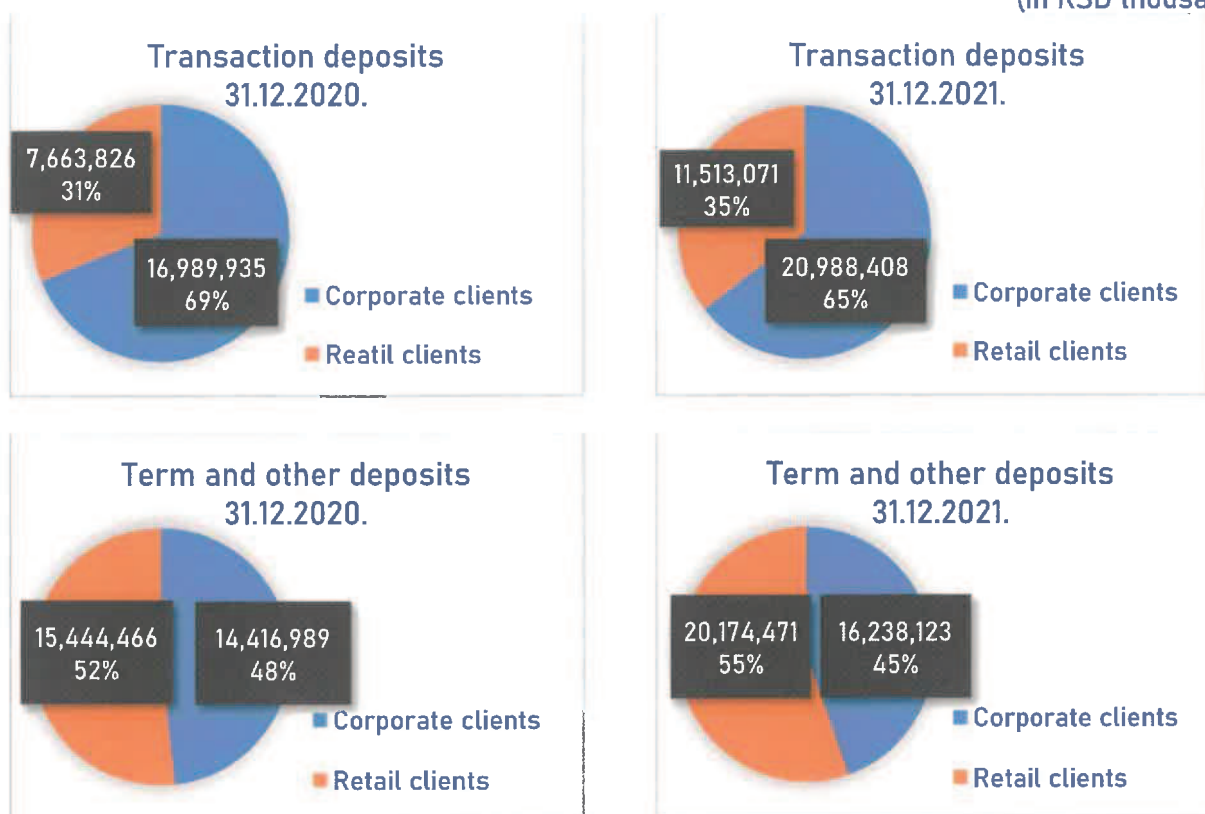 (in RSD
Transaction deposits
31.12.2020.
7,663,826
31%
16,989,935
69%
Corporate clients
Reatil clients
Transaction deposits
31.12.2021.
11,513,071
35%
20,988,408
65%
Corporate clients
Retail clients
Term and other deposits
31.12.2020.
15,444,466
52%
14,416,989
48%
Corporate clients
Retail clients
Term and other deposits
31.12.2021.
20,174,471
55%
16,238,123
45%
Corporate clients
Retail clients